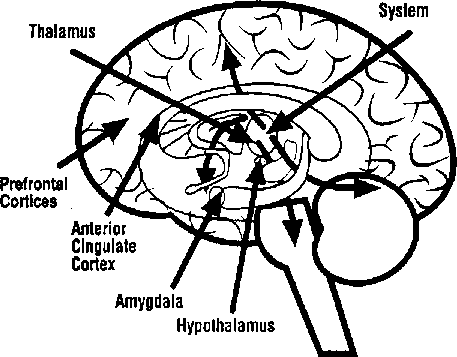 System
Thalamus
Prefrontal
Cortices
Anterior
Cingulate
Cortex
Amygdala
Hypothalamus